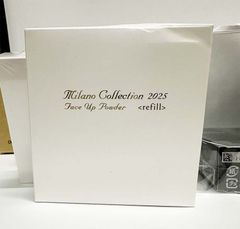 Milano Collection 2025
Face Up Powder <refill>